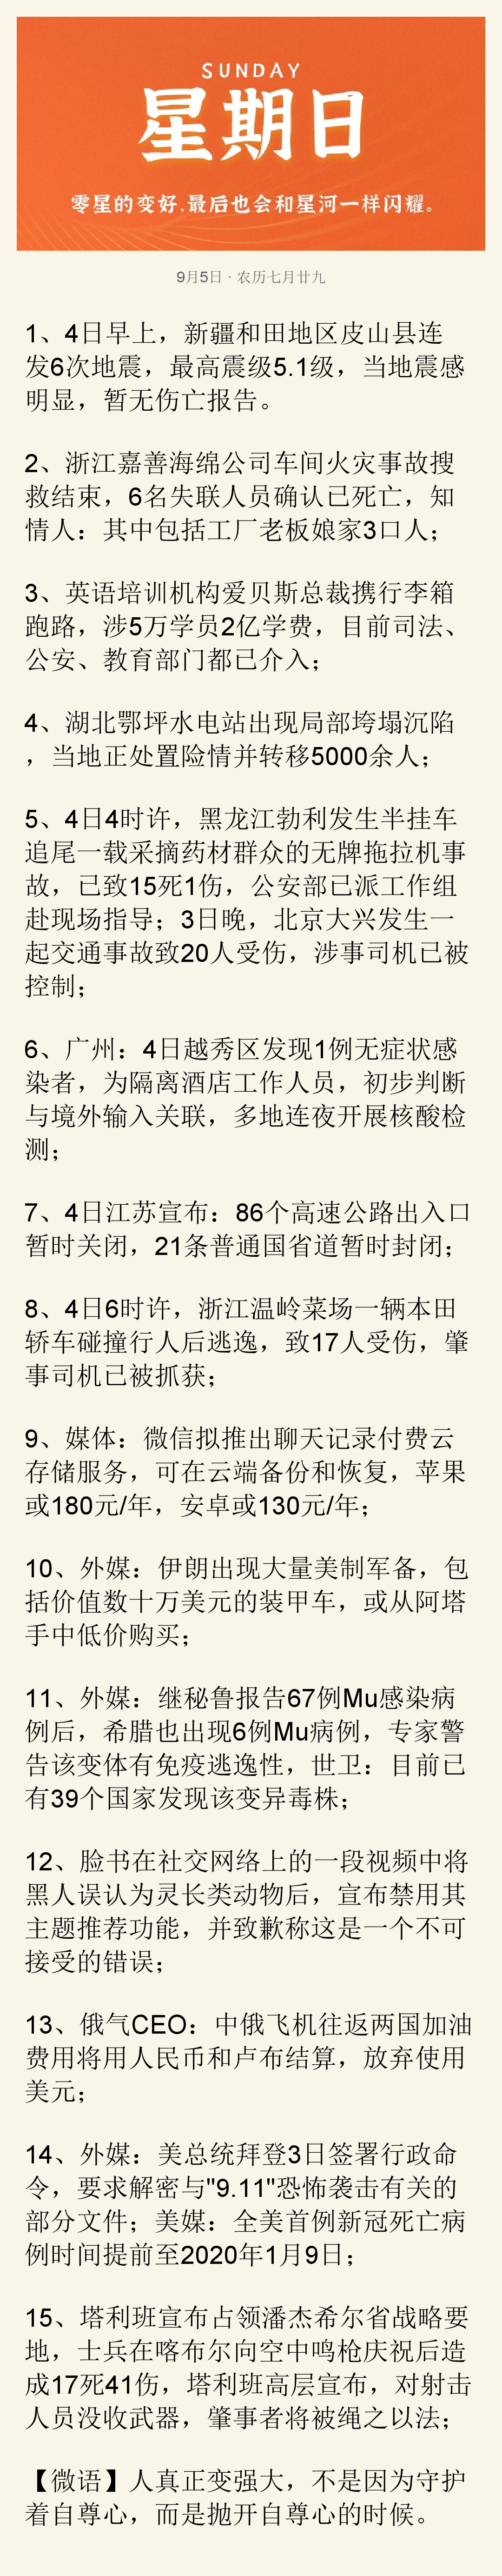 SUNDAY
星期日
零星的变好,最后也会和星河一样闪耀。
9月5日 · 农历七月廿九
1、4日早上，新疆和田地区皮山县连
发6次地震，最高震级5.1级，当地震感
明显，暂无伤亡报告。
2、浙江嘉善海绵公司车间火灾事故搜
救结束，6名失联人员确认已死亡，知
情人：其中包括工厂老板娘家3口人；
3、英语培训机构爱贝斯总裁携行李箱
跑路，涉5万学员2亿学费，目前司法、
公安、教育部门都已介入；
4、湖北鄂坪水电站出现局部垮塌沉陷
，当地正处置险情并转移5000余人；
5、4日4时许，黑龙江勃利发生半挂车
追尾一载采摘药材群众的无牌拖拉机事
故，已致15死1伤，公安部已派工作组
赴现场指导；3日晚，北京大兴发生一
起交通事故致20人受伤，涉事司机已被
控制；
6、广州：4日越秀区发现1例无症状感
染者，为隔离酒店工作人员，初步判断
与境外输入关联，多地连夜开展核酸检
测；
7、4日江苏宣布：86个高速公路出入口
暂时关闭，21条普通国省道暂时封闭；
8、4日6时许，浙江温岭菜场一辆本田
轿车碰撞行人后逃逸，致17人受伤，肇
事司机已被抓获；
9、媒体：微信拟推出聊天记录付费云
存储服务，可在云端备份和恢复，苹果
或180元/年，安卓或130元/年；
10、外媒：伊朗出现大量美制军备，包
括价值数十万美元的装甲车，或从阿塔
手中低价购买；
11、外媒：继秘鲁报告67例Mu感染病
例后，希腊也出现6例Mu病例，专家警
告该变体有免疫逃逸性，世卫：目前已
有39个国家发现该变异毒株；
12、脸书在社交网络上的一段视频中将
黑人误认为灵长类动物后，宣布禁用其
主题推荐功能，并致歉称这是一个不可
接受的错误；
13、俄气CEO：中俄飞机往返两国加油
费用将用人民币和卢布结算，放弃使用
美元；
14、外媒：美总统拜登3日签署行政命
令，要求解密与"9.11"恐怖袭击有关的
部分文件；美媒：全美首例新冠死亡病
例时间提前至2020年1月9日；
15、塔利班宣布占领潘杰希尔省战略要
地，士兵在喀布尔向空中鸣枪庆祝后造
成17死41伤，塔利班高层宣布，对射击
人员没收武器，肇事者将被绳之以法；
【微语】人真正变强大，不是因为守护
着自尊心，而是抛开自尊心的时候。